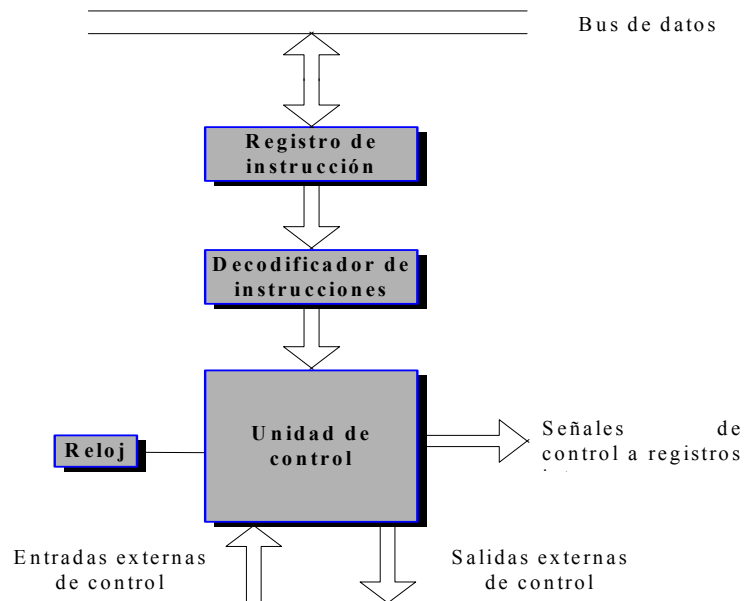 Bus de datos
Registro de
instrucción
Decodificador de
instrucciones
Unidad de
control
Reloj
Señales de
control a registros
Entradas externas
de control
Salidas externas
de control